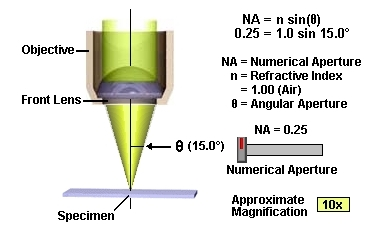 Objective
Front Lens
θ (15.0°)
Specimen
NA = n sin(θ)
0.25 = 1.0 sin 15.0°
NA = Numerical Aperture
n = Refractive Index
= 1.00 (Air)
θ = Angular Aperture
NA = 0.25
Numerical Aperture
Approximate
Magnification
10x